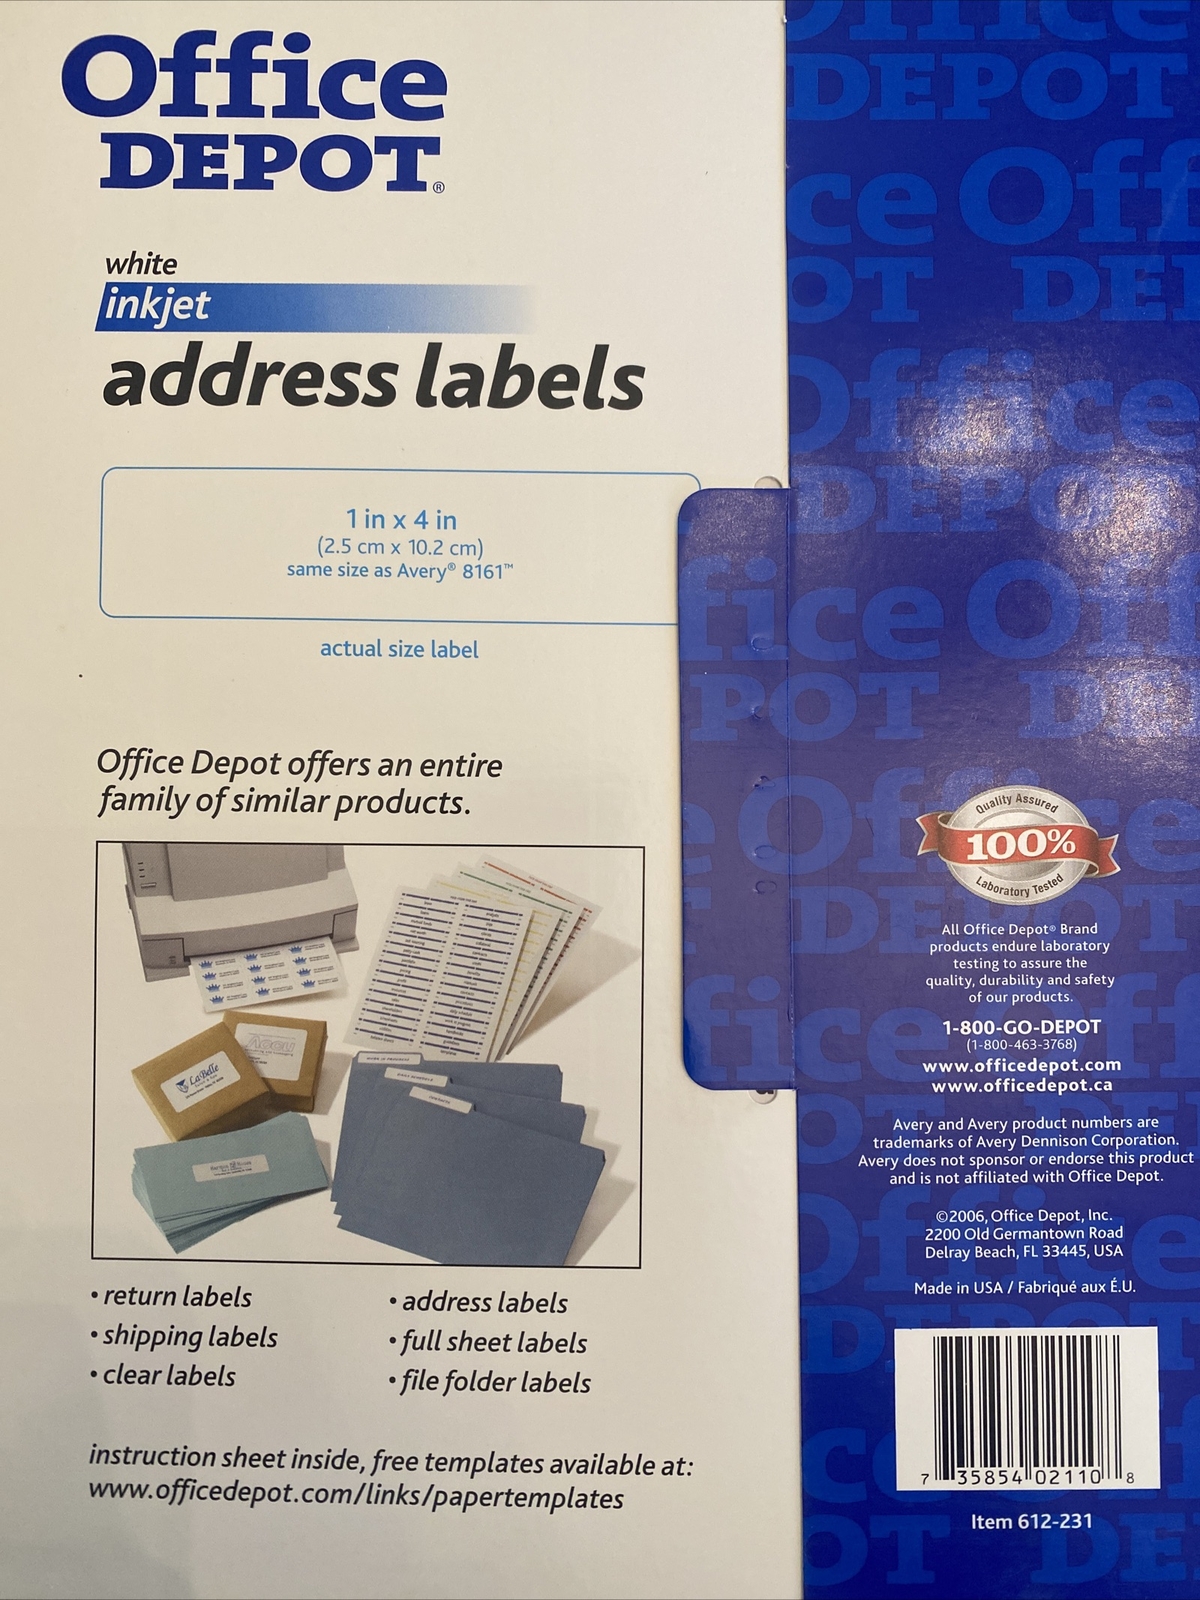 Office
DEPOT®
white
inkjet
address labels
1 in x 4 in
(2.5 cm x 10.2 cm)
same size as Avery® 8161™
actual size label
Office Depot offers an entire
family of similar products.
LaBelle
• return labels
• shipping labels
• clear labels
• address labels
• full sheet labels
• file folder labels
instruction sheet inside, free templates available at:
www.officedepot.com/links/papertemplates
Quality Assured
100%
Laboratory Tested
All Office Depot® Brand
products endure laboratory
testing to assure the
quality, durability and safety
of our products.
1-800-GO-DEPOT
(1-800-463-3768)
www.officedepot.com
www.officedepot.ca
Avery and Avery product numbers are
trademarks of Avery Dennison Corporation.
Avery does not sponsor or endorse this product
and is not affiliated with Office Depot.
©2006, Office Depot, Inc.
2200 Old Germantown Road
Delray Beach, FL 33445, USA
Made in USA / Fabriqué aux É.U.
7 35854 02110 8
Item 612-231